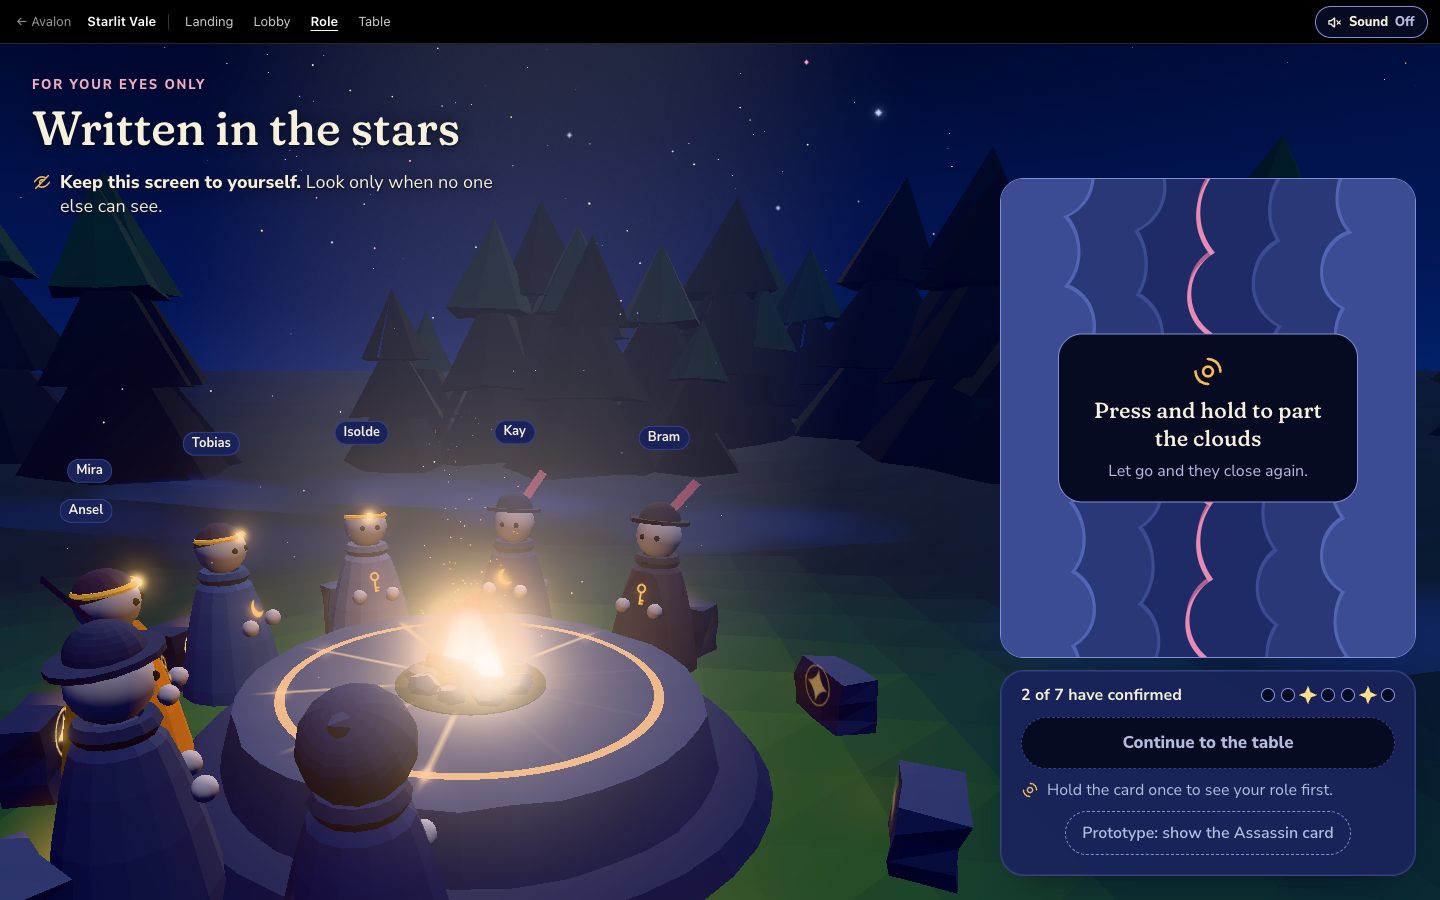 ← Avalon Starlit Vale Landing Lobby Role Table Sound Off
FOR YOUR EYES ONLY
Written in the stars
Keep this screen to yourself. Look only when no one
else can see.
Tobias
Isolde
Kay
Bram
Mira
Ansel
Press and hold to part
the clouds
Let go and they close again.
2 of 7 have confirmed
Continue to the table
Hold the card once to see your role first.
Prototype: show the Assassin card